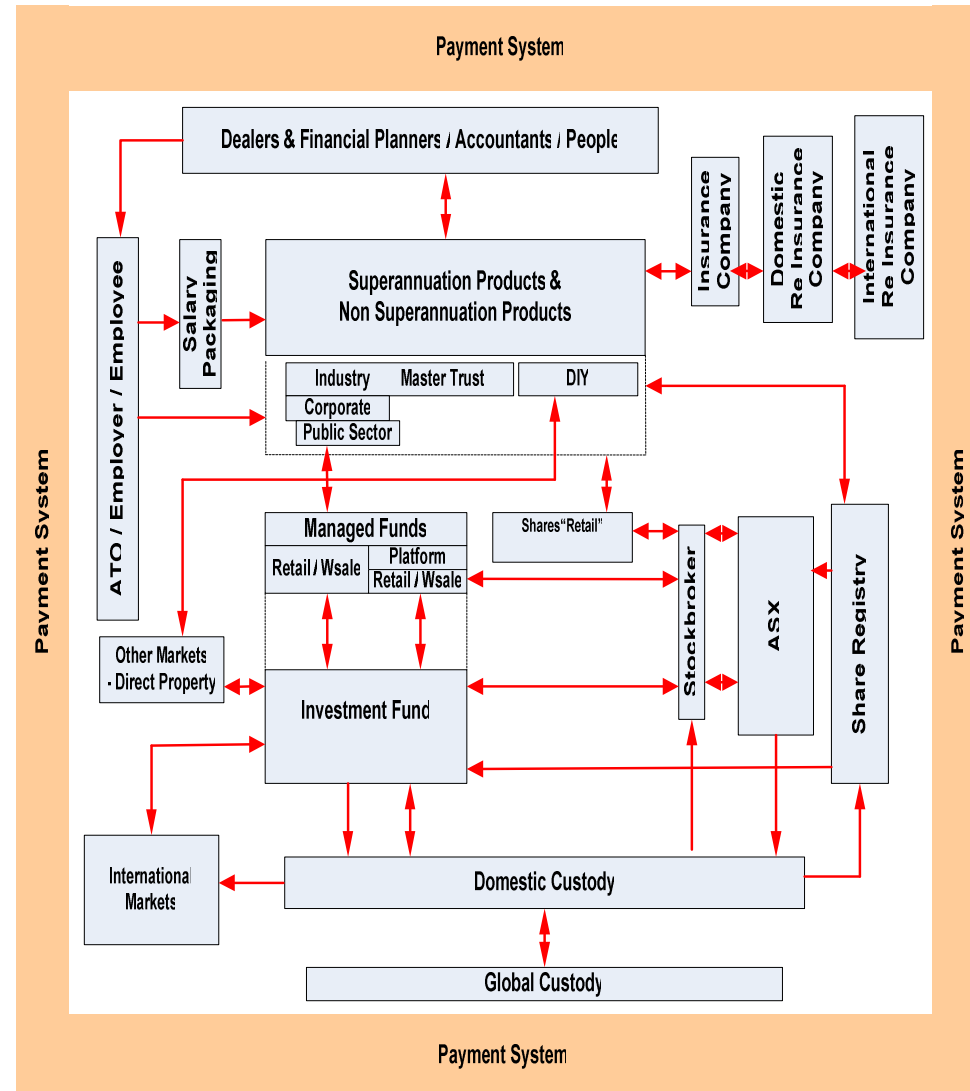 Payment System
Dealers & Financial Planners / Accountants / People
Insurance
Company
Domestic
Re Insurance
Company
International
Re Insurance
Company
ATO / Employer / Employee
Salary
Packaging
Superannuation Products &
Non Superannuation Products
Industry
Master Trust
DIY
Corporate
Public Sector
Payment System
Payment System
Managed Funds
Retail / Wsale
Platform
Retail / Wsale
Shares“Retail”
Stockbroker
ASX
Share Registry
Other Markets
- Direct Property
Investment Fund
International
Markets
Domestic Custody
Global Custody
Payment System